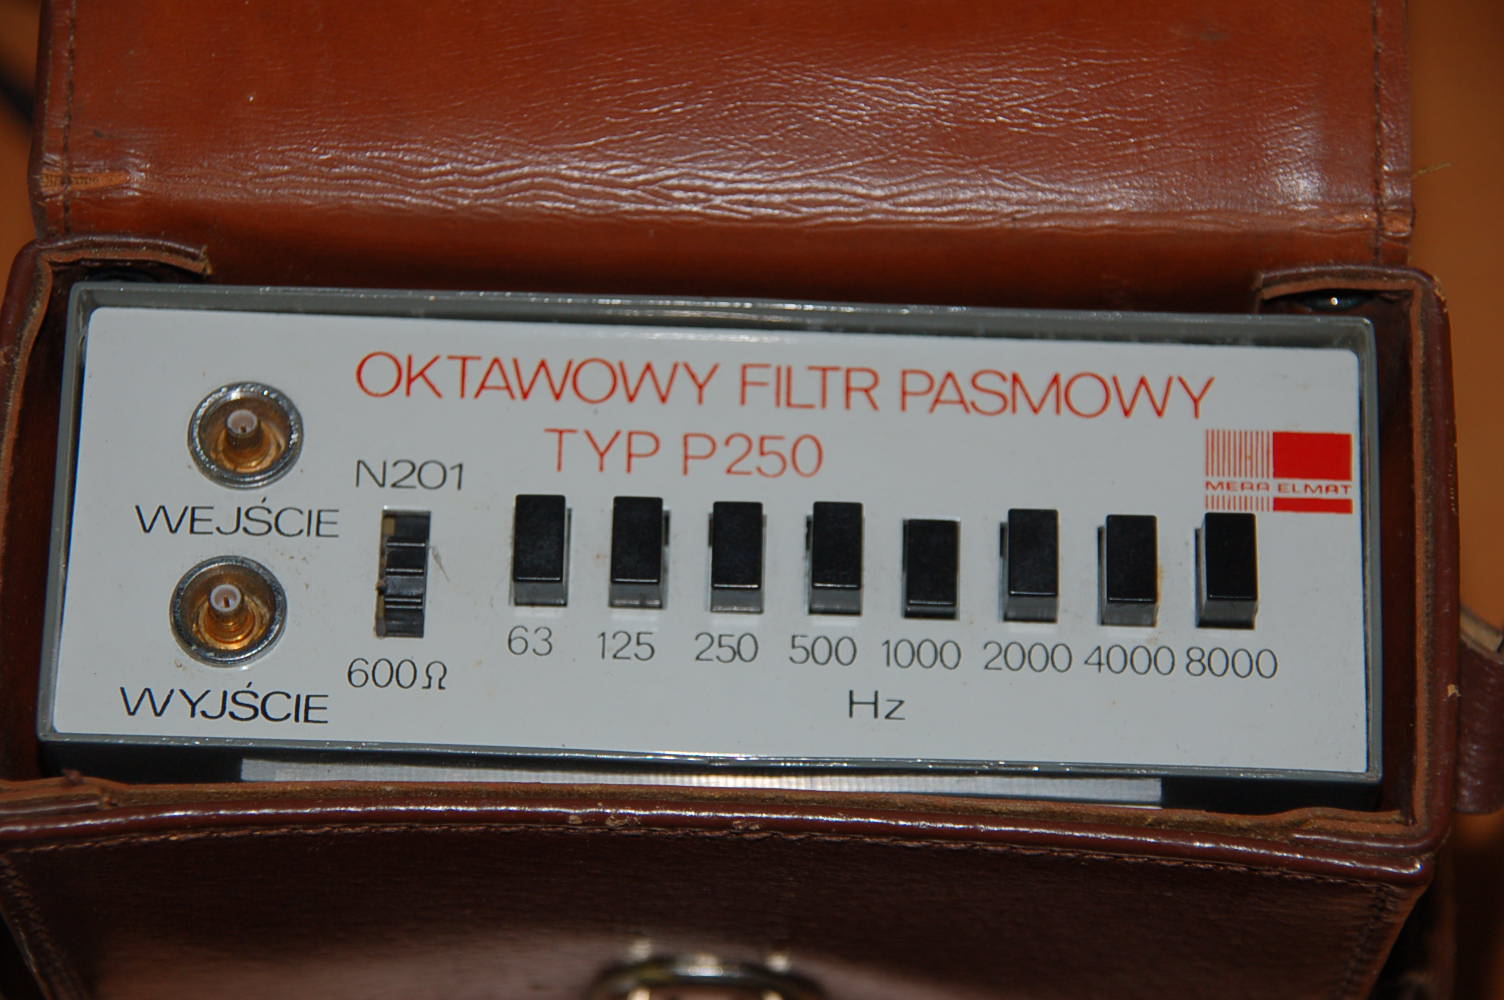 OKTAWOWY FILTR PASMOWY
TYP P250
MERA ELMAT
WEJŚCIE
WYJŚCIE
N201
600Ω
63 125 250 500 1000 2000 4000 8000
Hz